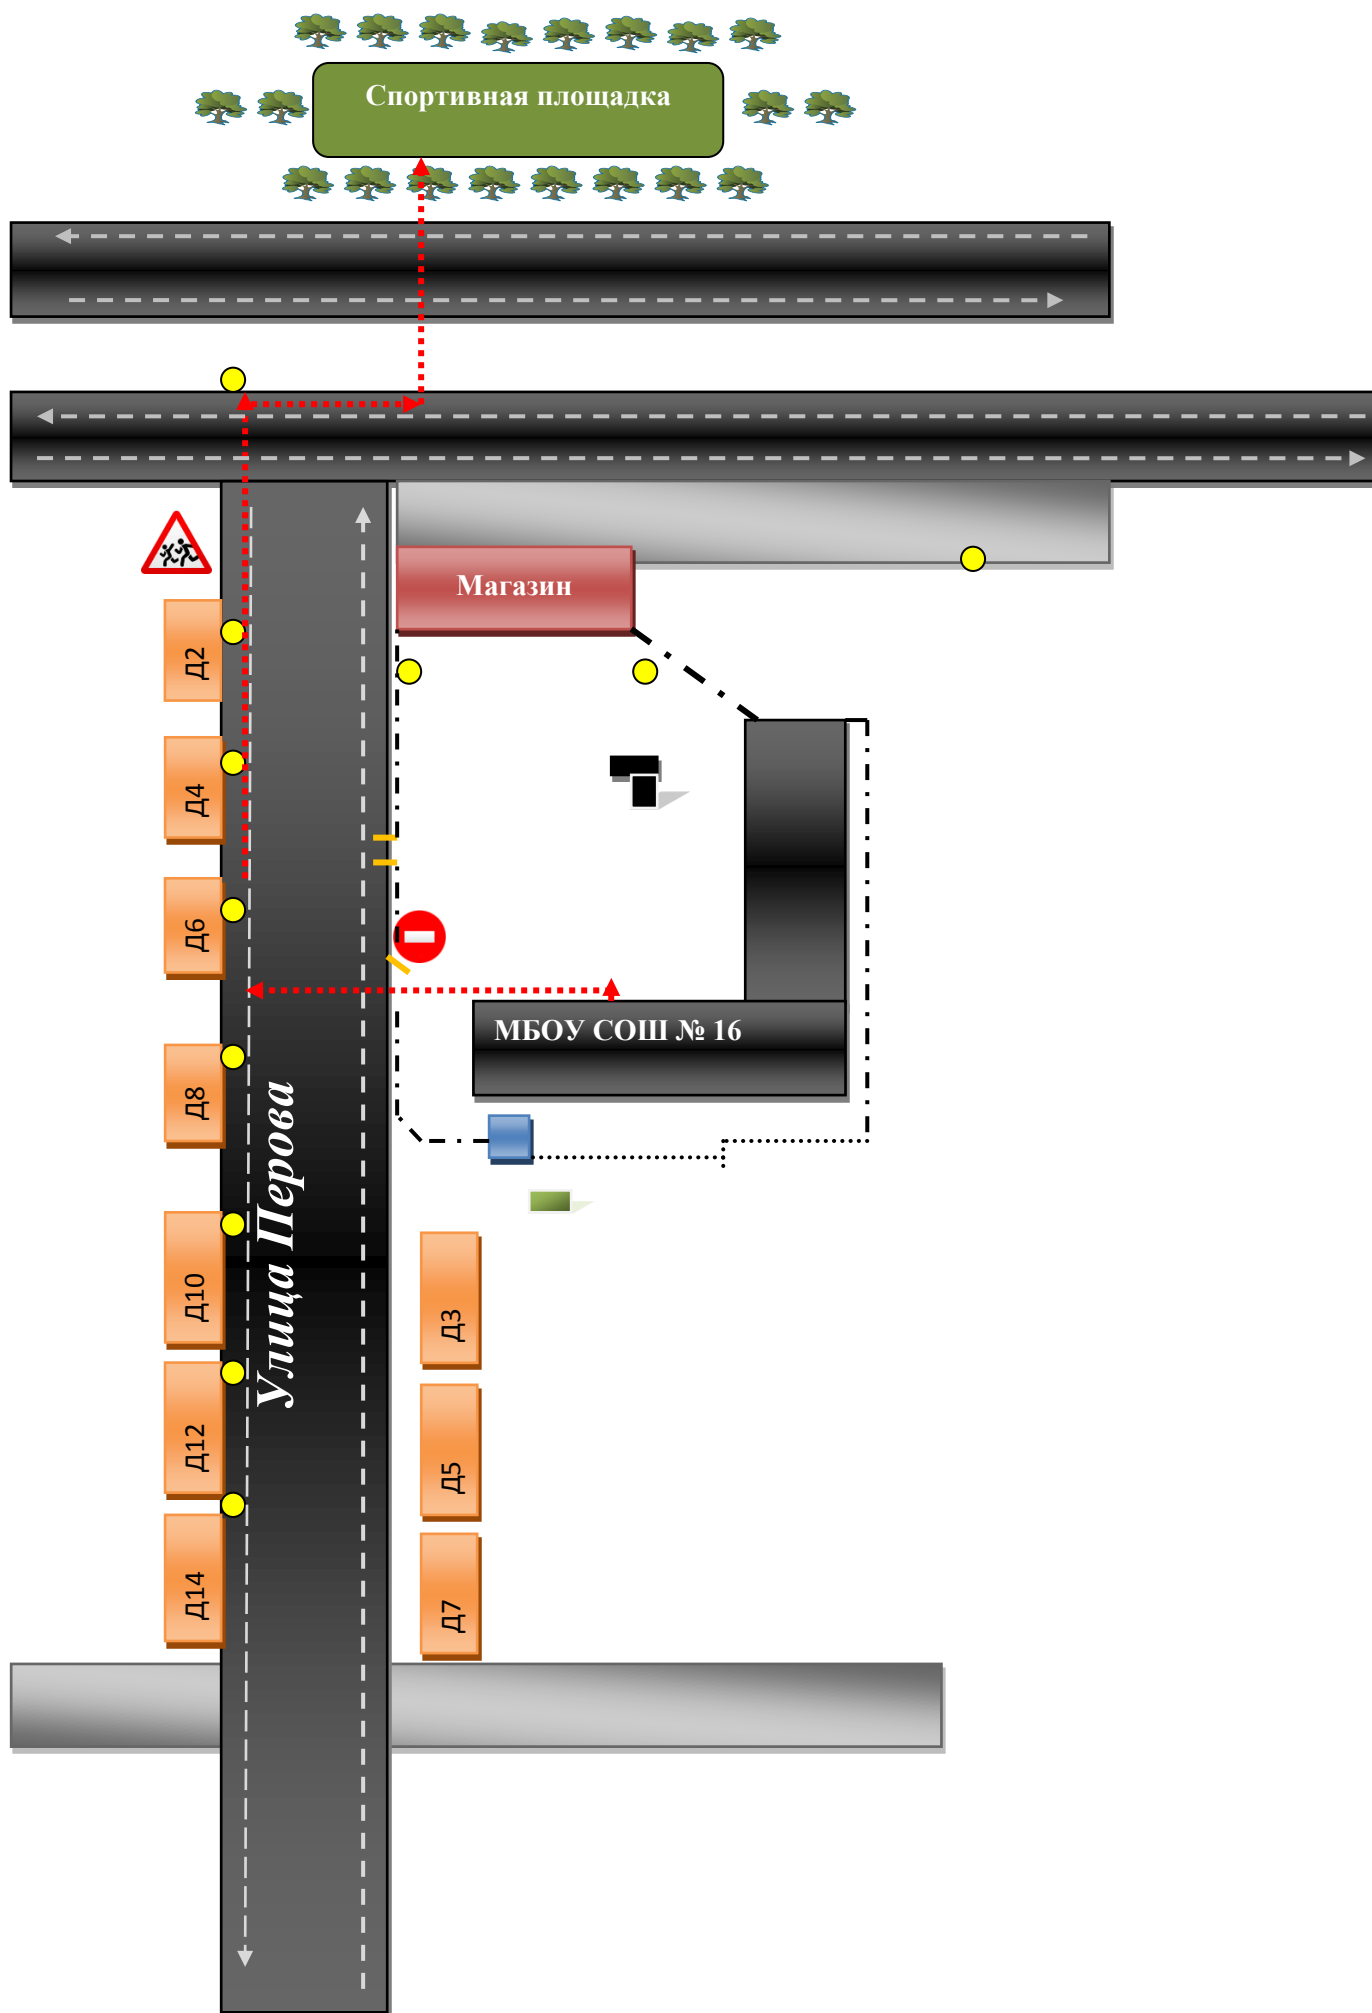 Спортивная площадка
Магазин
Д2
Д4
Д6
МБОУ СОШ № 16
Д8
Улица Перова
Д10
Д3
Д12
Д5
Д14
Д7